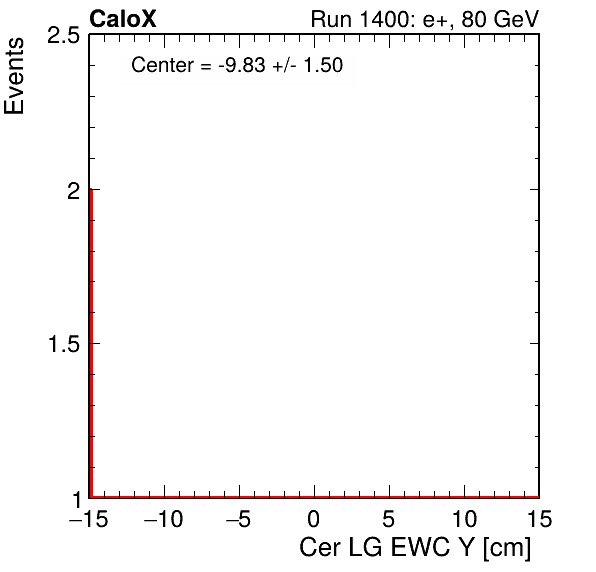 CaloX Run 1400: e+, 80 GeV
Center = -9.83 +/- 1.50
Events
2.5
2
1.5
1
−15 −10 −5 0 5 10 15
Cer LG EWC Y [cm]